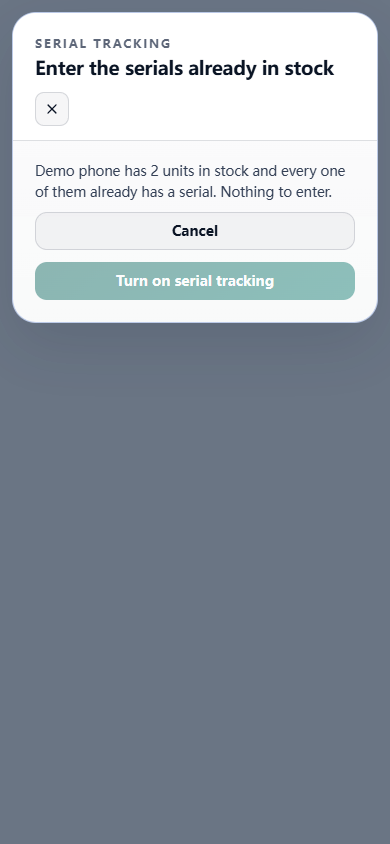 SERIAL TRACKING
Enter the serials already in stock
Demo phone has 2 units in stock and every one
of them already has a serial. Nothing to enter.
Cancel
Turn on serial tracking